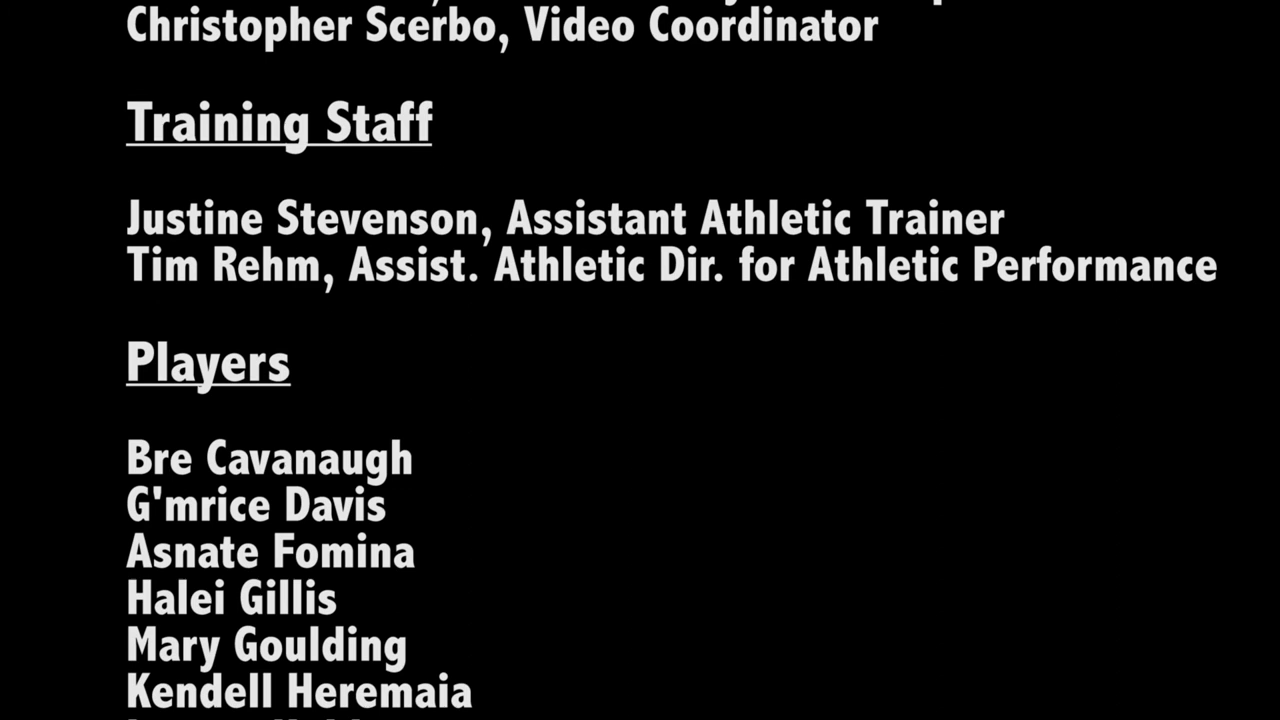 Christopher Scerbo, Video Coordinator
Training Staff
Justine Stevenson, Assistant Athletic Trainer
Tim Rehm, Assist. Athletic Dir. for Athletic Performance
Players
Bre Cavanaugh
G'mrice Davis
Asnate Fomina
Halei Gillis
Mary Goulding
Kendell Heremaia